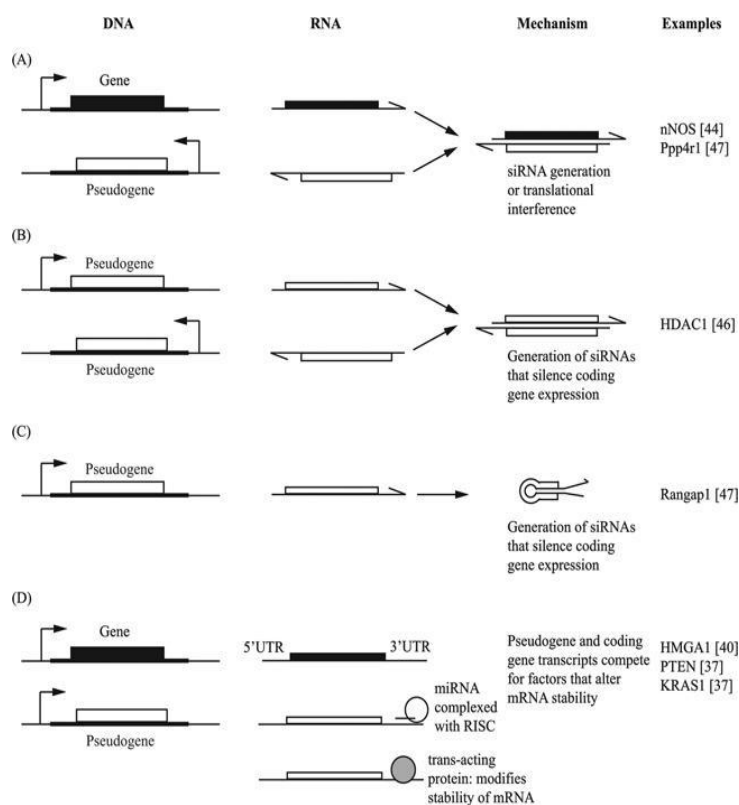 DNA RNA Mechanism Examples
(A)
Gene
Pseudogene
siRNA generation
or translational
interference
nNOS [44]
Ppp4r1 [47]
(B)
Pseudogene
Pseudogene
Generation of siRNAs
that silence coding
gene expression
HDAC1 [46]
(C)
Pseudogene
Generation of siRNAs
that silence coding
gene expression
Rangap1 [47]
(D)
Gene
Pseudogene
5'UTR 3'UTR
miRNA
complexed
with RISC
trans-acting
protein: modifies
stability of mRNA
Pseudogene and coding
gene transcripts compete
for factors that alter
mRNA stability
HMGA1 [40]
PTEN [37]
KRAS1 [37]